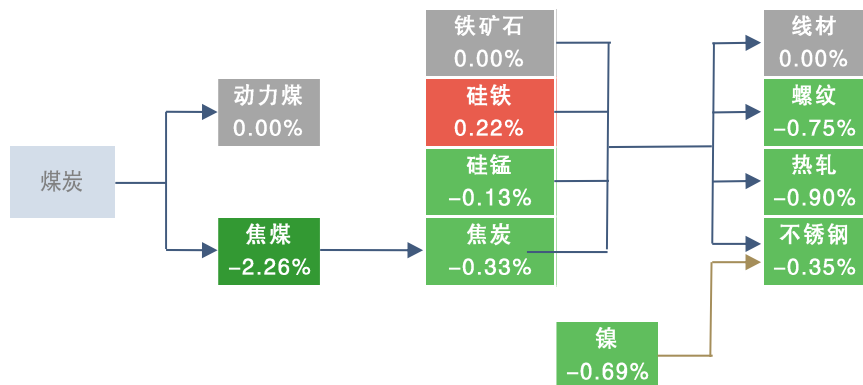 煤炭
动力煤
0.00%
焦煤
-2.26%
铁矿石
0.00%
硅铁
0.22%
硅锰
-0.13%
焦炭
-0.33%
镍
-0.69%
线材
0.00%
螺纹
-0.75%
热轧
-0.90%
不锈钢
-0.35%